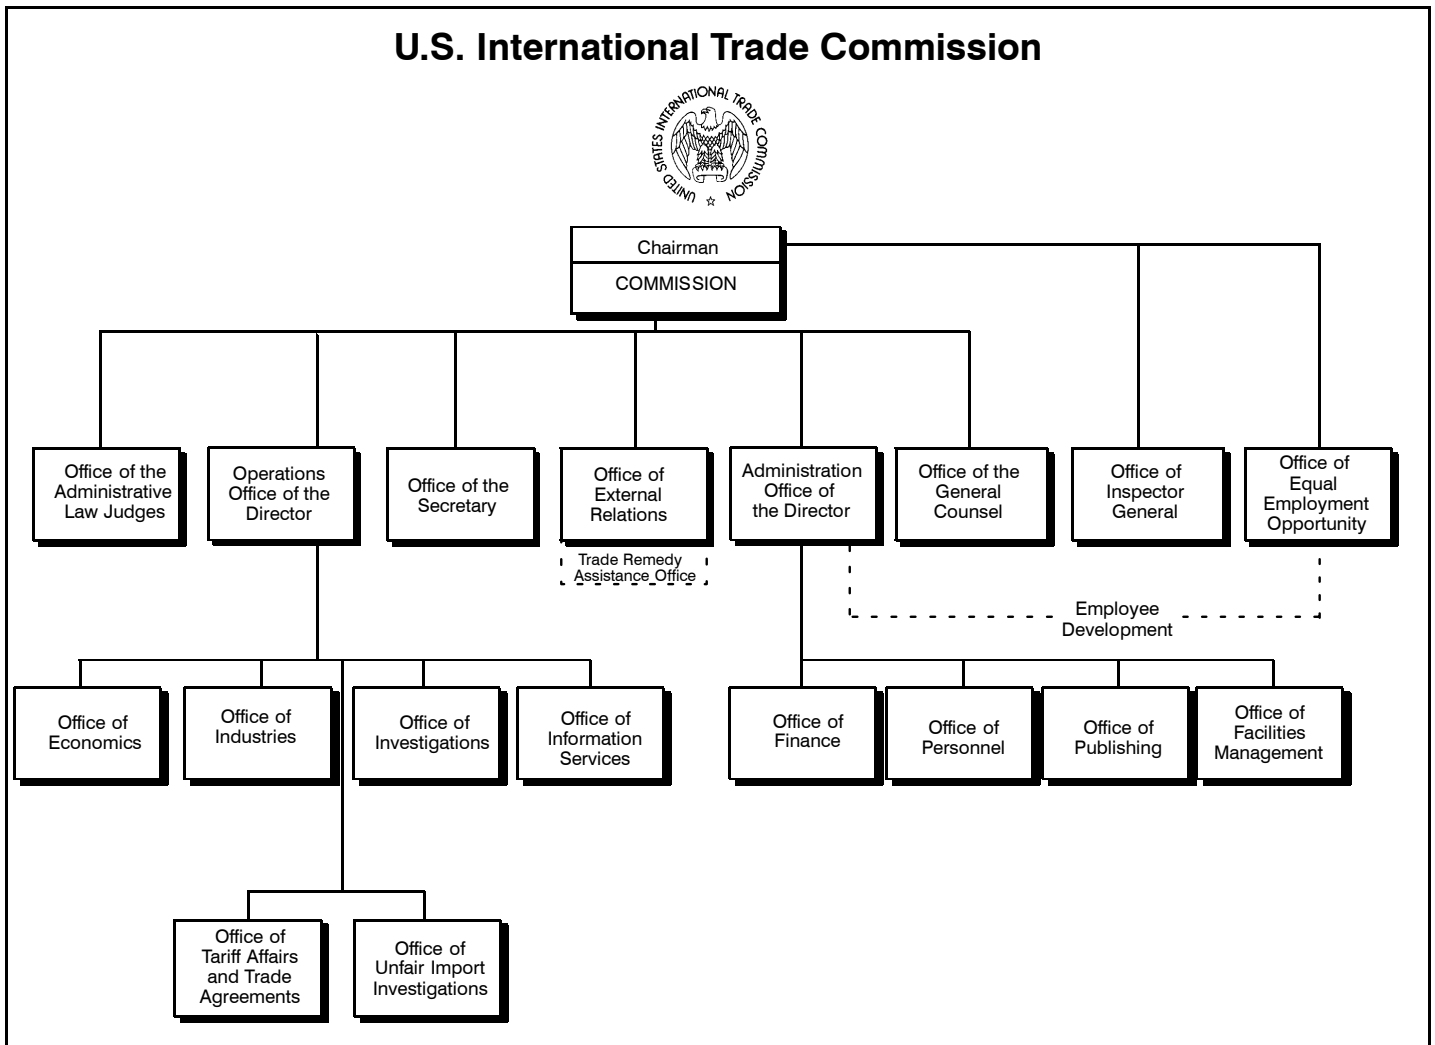 U.S. International Trade Commission
UNITED STATES INTERNATIONAL TRADE COMMISSION
Chairman
COMMISSION
Office of the
Administrative
Law Judges
Operations
Office of the
Director
Office of the
Secretary
Office of
External
Relations
Administration
Office of
the Director
Office of the
General
Counsel
Office of
Inspector
General
Office of
Equal
Employment
Opportunity
Trade Remedy
Assistance Office
Employee
Development
Office of
Economics
Office of
Industries
Office of
Investigations
Office of
Information
Services
Office of
Finance
Office of
Personnel
Office of
Publishing
Office of
Facilities
Management
Office of
Tariff Affairs
and Trade
Agreements
Office of
Unfair Import
Investigations